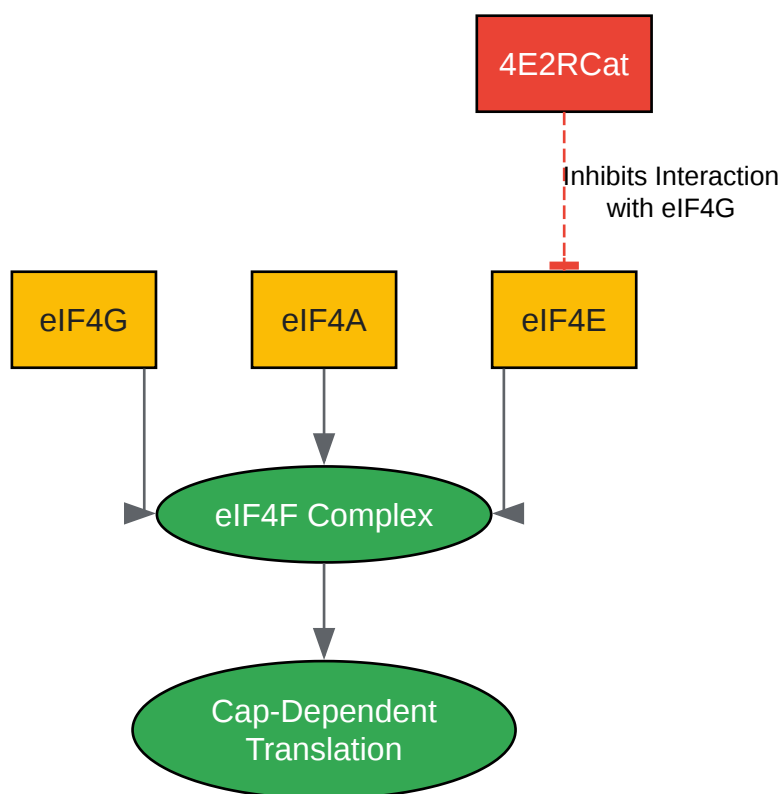 4E2RCat
Inhibits Interaction
with eIF4G
eIF4G
eIF4A
eIF4E
eIF4F Complex
Cap-Dependent
Translation